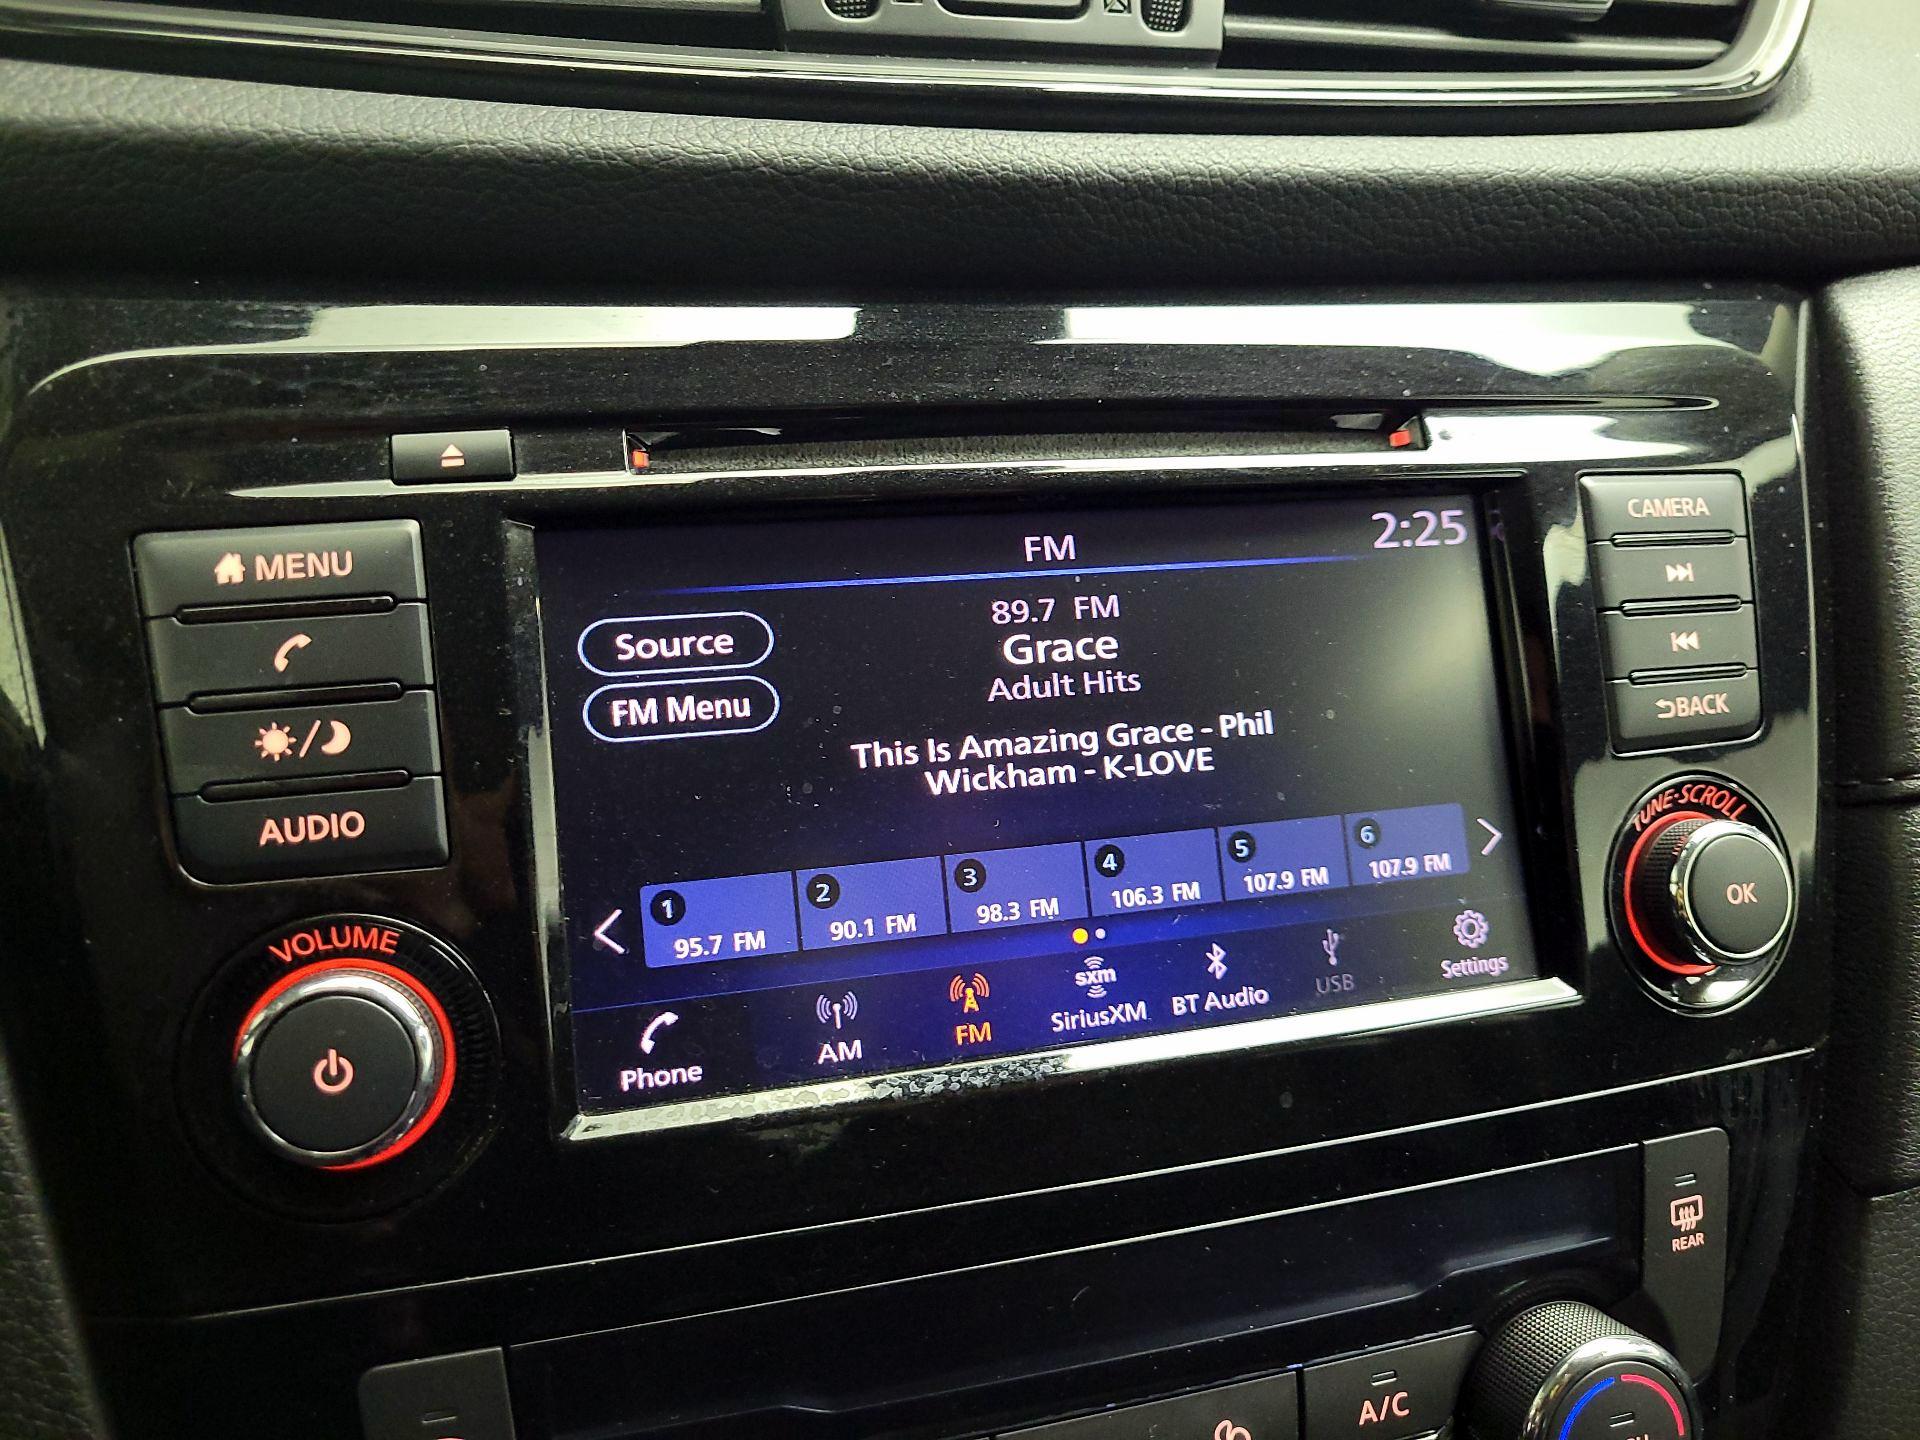 MENU
AUDIO
VOLUME
FM
2:25
Source
FM Menu
89.7 FM
Grace
Adult Hits
This Is Amazing Grace - Phil
Wickham - K-LOVE
1
95.7 FM
2
90.1 FM
3
98.3 FM
4
106.3 FM
5
107.9 FM
6
107.9 FM
Phone
AM
FM
sxm
SiriusXM
BT Audio
USB
Settings
CAMERA
BACK
TUNE·SCROLL
OK
REAR
A/C